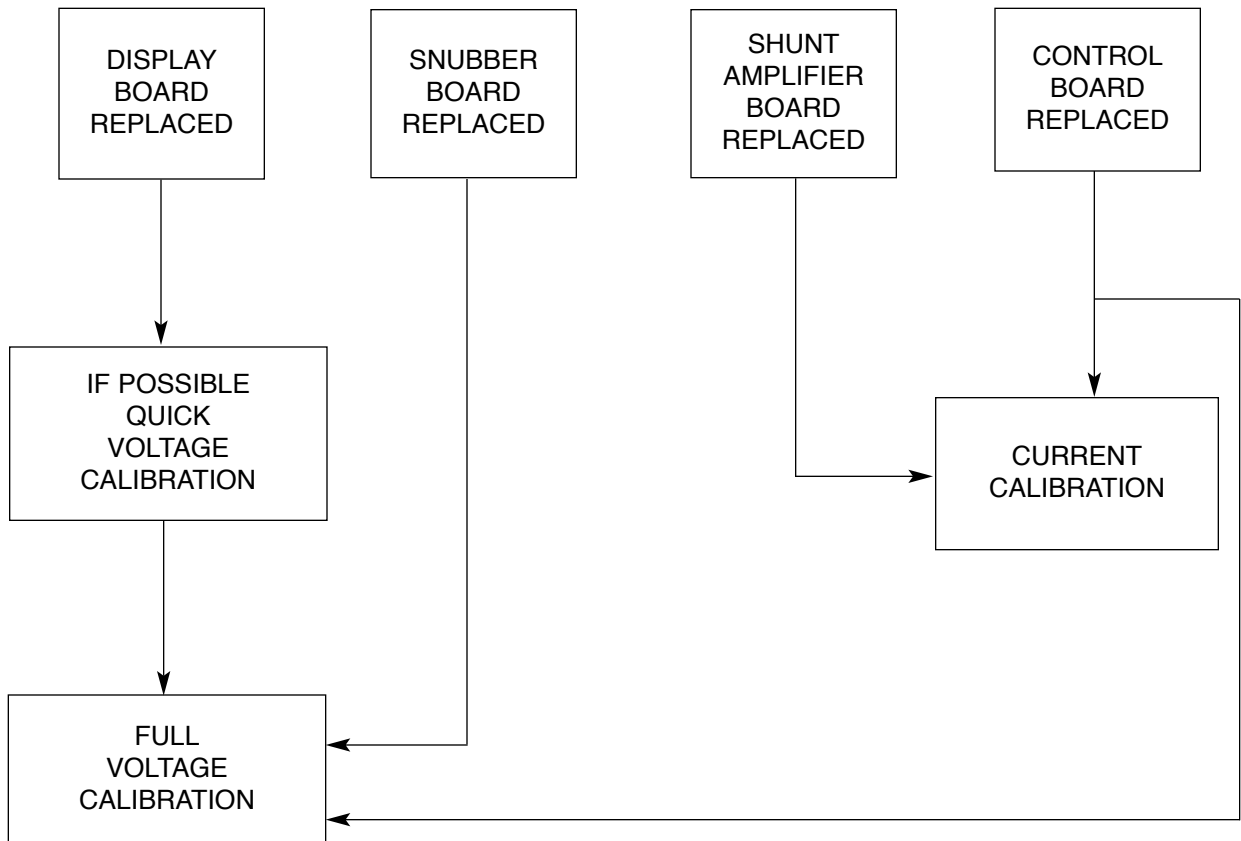 DISPLAY
BOARD
REPLACED
SNUBBER
BOARD
REPLACED
SHUNT
AMPLIFIER
BOARD
REPLACED
CONTROL
BOARD
REPLACED
IF POSSIBLE
QUICK
VOLTAGE
CALIBRATION
CURRENT
CALIBRATION
FULL
VOLTAGE
CALIBRATION